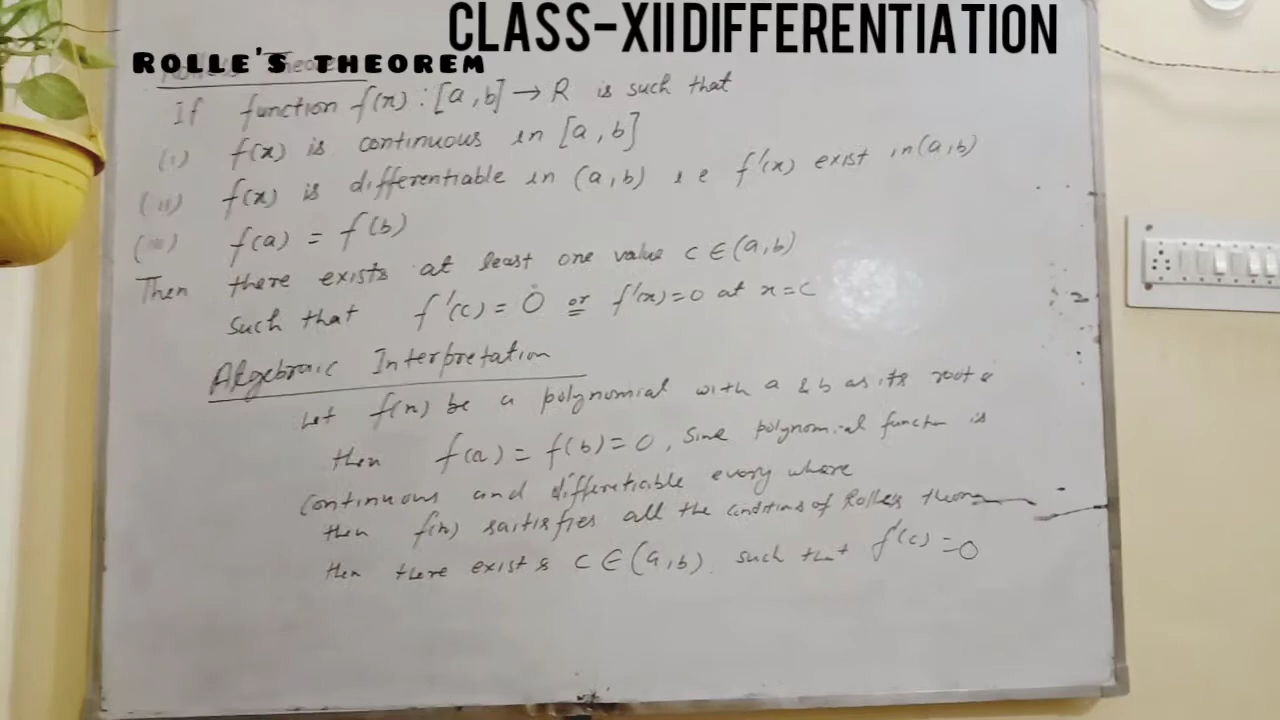 CLASS-XII DIFFERENTIATION
ROLLE'S THEOREM
If function f(x) : [a, b] → R is such that
(i) f(x) is continuous in [a, b]
(ii) f(x) is differentiable in (a, b) i e f'(x) exist in (a, b)
(iii) f(a) = f(b)
Then there exists at least one value c ∈ (a, b)
such that f'(c) = 0 or f'(x) = 0 at x = c
Algebraic Interpretation
Let f(x) be a polynomial with a & b as its roots
then f(a) = f(b) = 0, Since polynomial function is
continuous and differentiable every where
then f(x) saitisfies all the conditions of Rolles theorem
then there exists c ∈ (a, b) such that f'(c) = 0